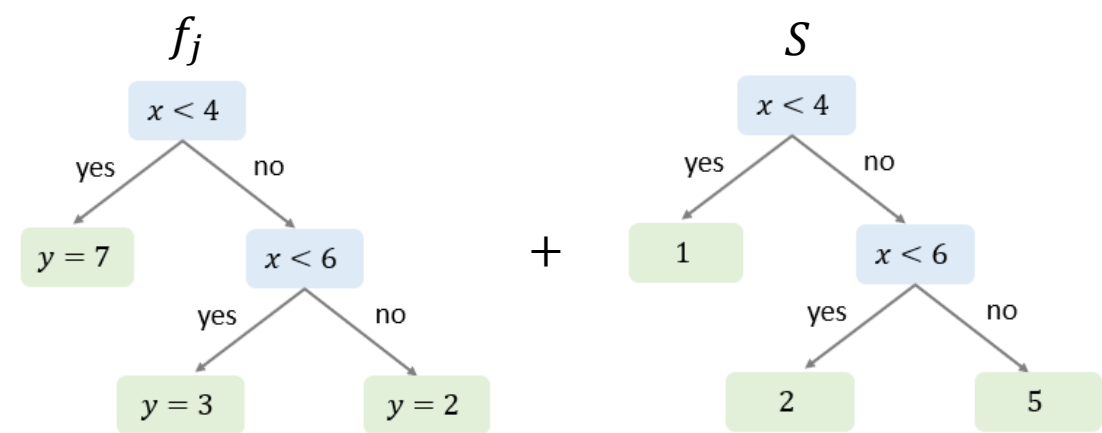 f_j
S
x < 4
x < 4
yes
no
yes
no
y = 7
x < 6
+
1
x < 6
yes
no
yes
no
y = 3
y = 2
2
5